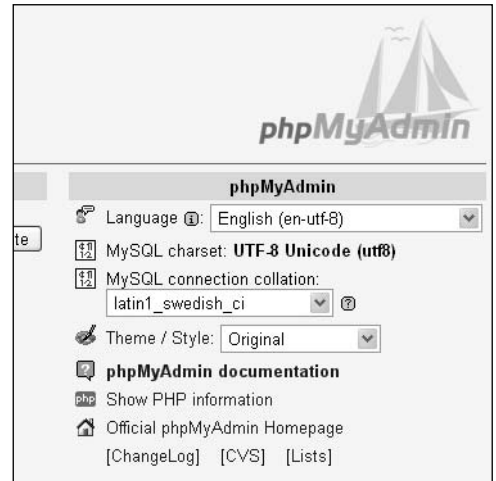 phpMyAdmin
phpMyAdmin
Language: English (en-utf-8)
te
MySQL charset: UTF-8 Unicode (utf8)
MySQL connection collation:
latin1_swedish_ci
Theme / Style: Original
phpMyAdmin documentation
php Show PHP information
Official phpMyAdmin Homepage
[ChangeLog] [CVS] [Lists]